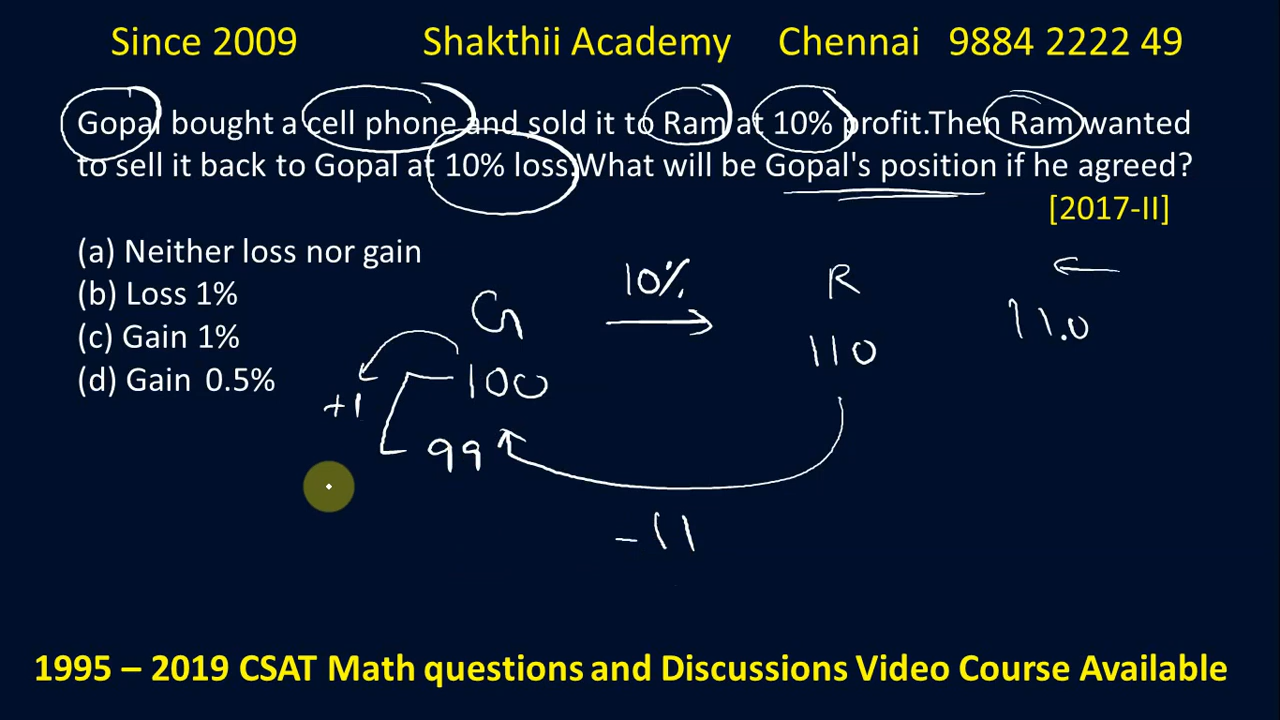 Since 2009 Shakthii Academy Chennai 9884 2222 49
Gopal bought a cell phone and sold it to Ram at 10% profit.Then Ram wanted
to sell it back to Gopal at 10% loss.What will be Gopal's position if he agreed?
[2017-II]
(a) Neither loss nor gain
(b) Loss 1%
(c) Gain 1%
(d) Gain 0.5%
G 10% R
100 110 11.0
+1
99
-11
1995 – 2019 CSAT Math questions and Discussions Video Course Available